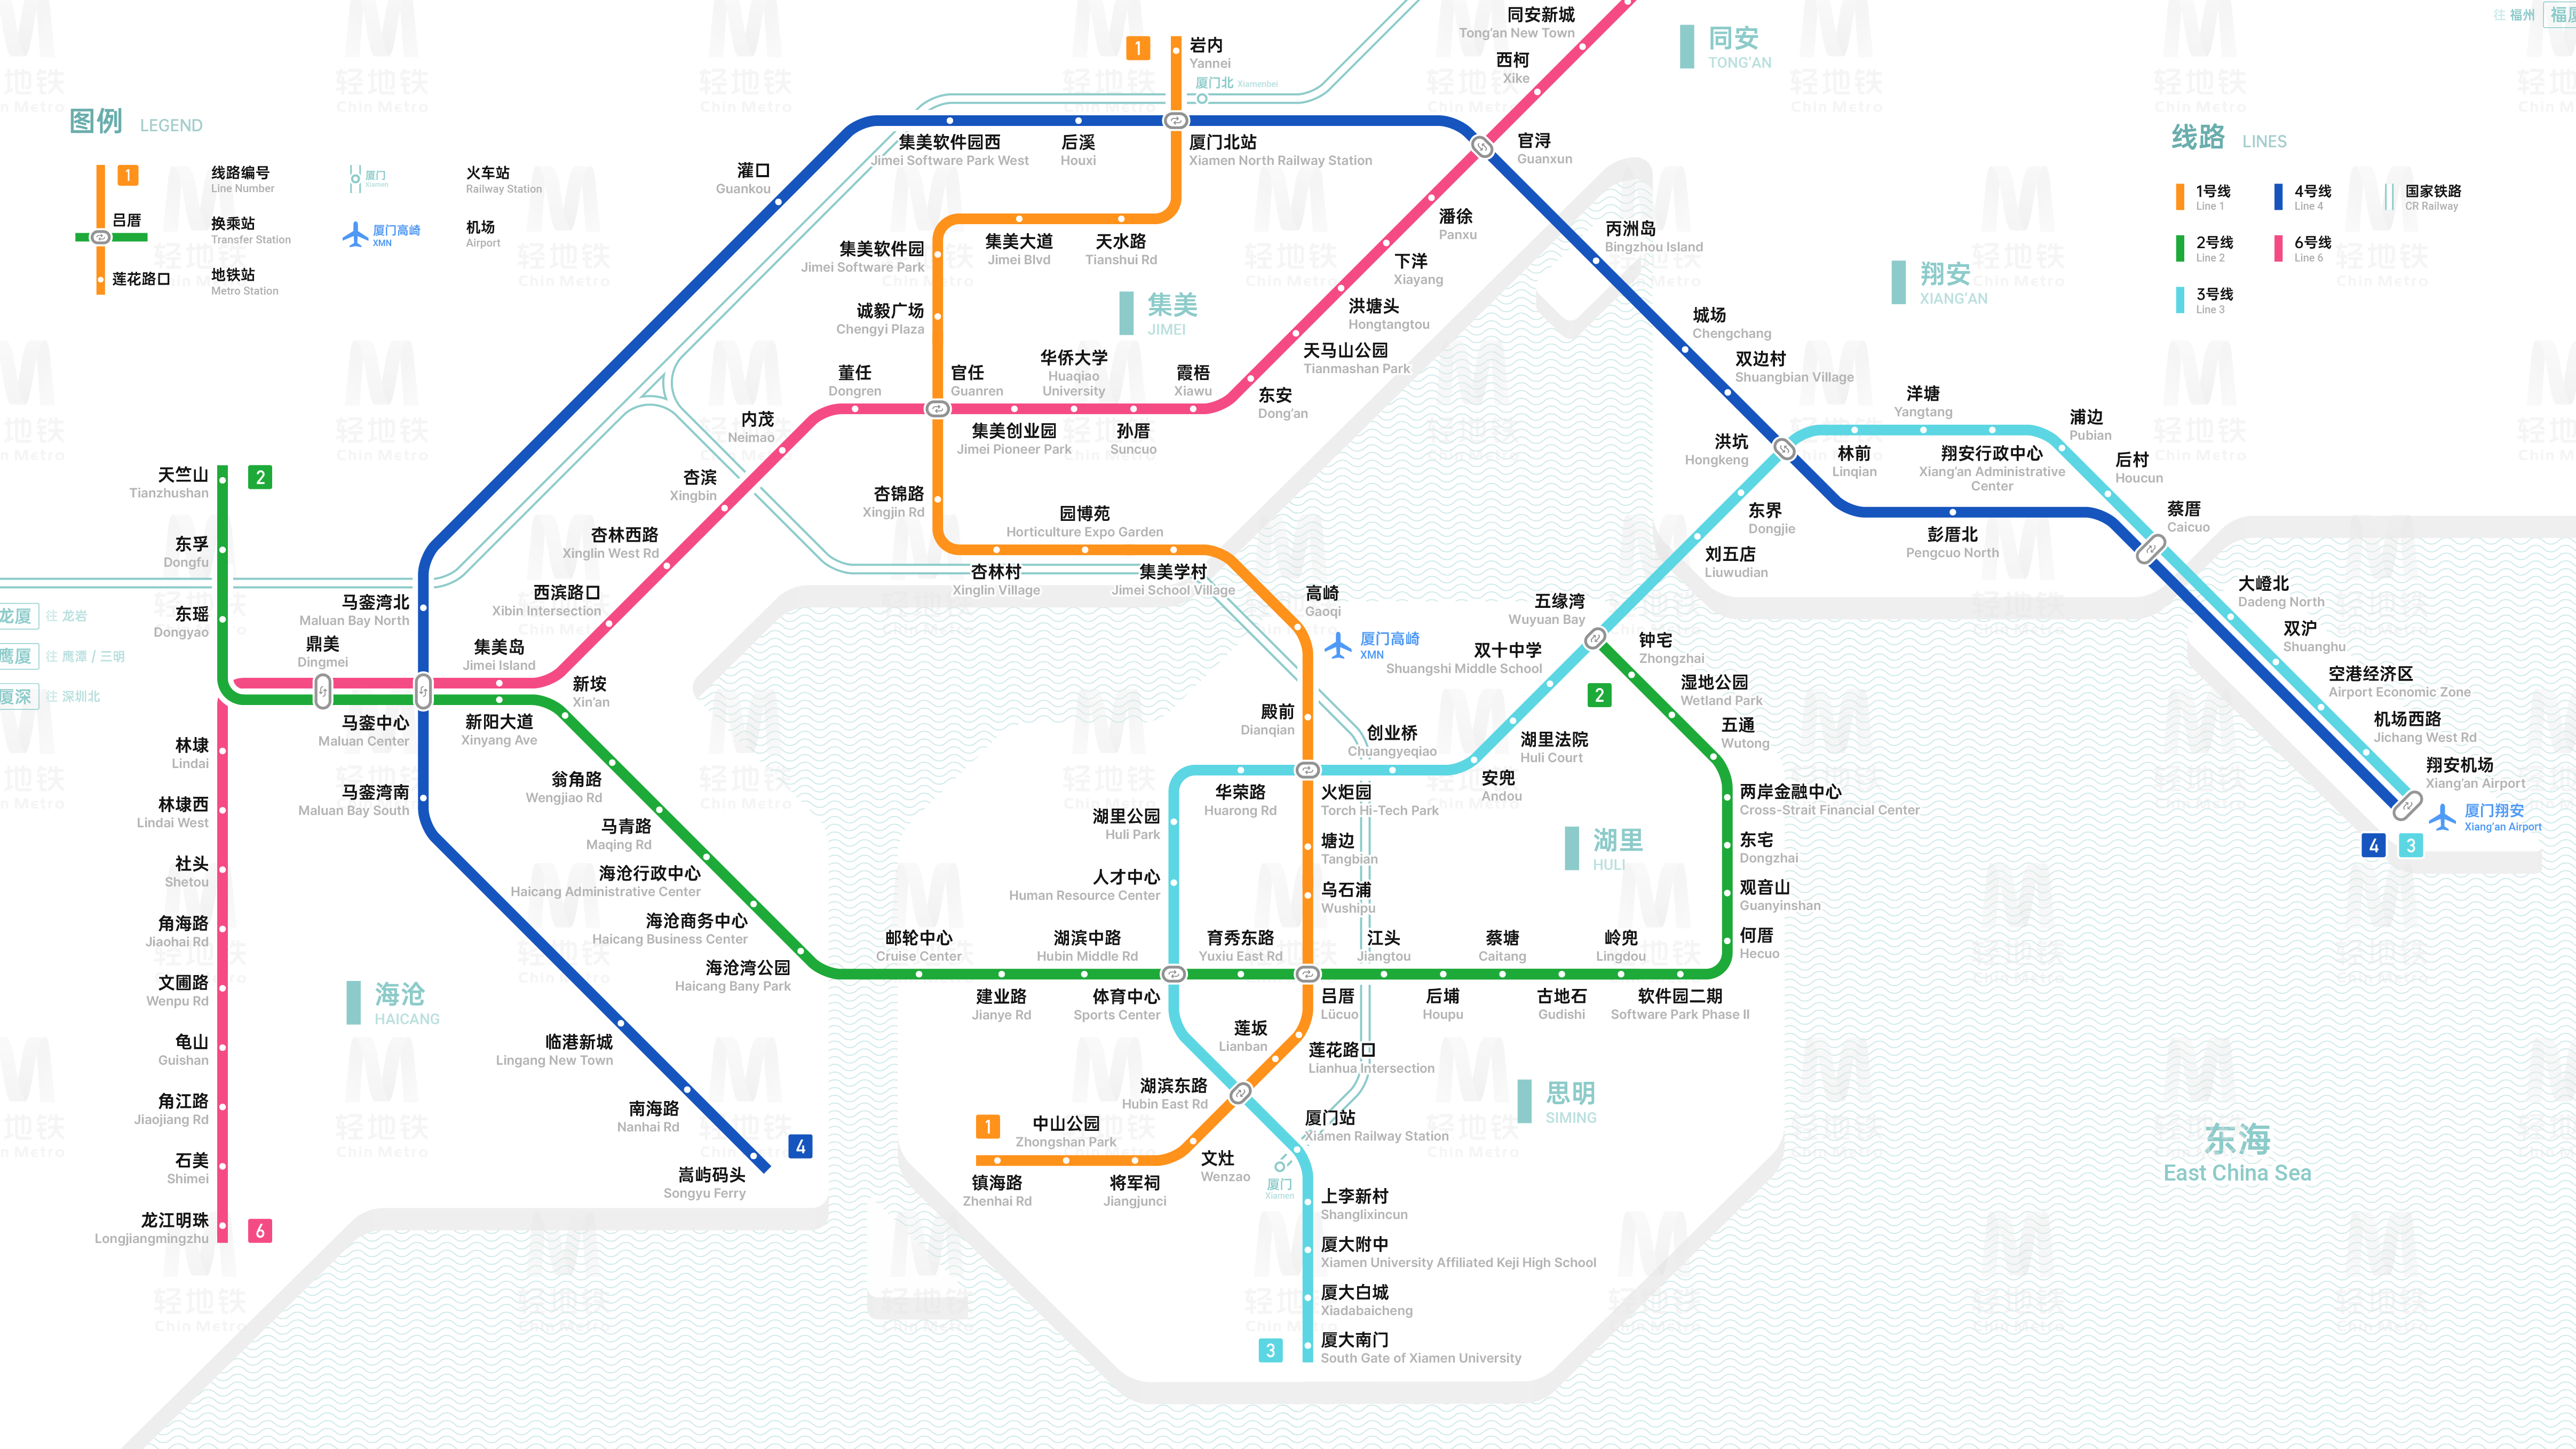 图例 LEGEND
1
线路编号
Line Number
吕厝
换乘站
Transfer Station
莲花路口
地铁站
Metro Station
厦门
Xiamen
火车站
Railway Station
厦门高崎
XMN
机场
Airport
线路 LINES
1号线
Line 1
4号线
Line 4
国家铁路
CR Railway
2号线
Line 2
6号线
Line 6
3号线
Line 3
往 福州
同安新城
Tong'an New Town
西柯
Xike
同安
TONG'AN
1
岩内
Yannei
厦门北 Xiamenbei
集美软件园西
Jimei Software Park West
后溪
Houxi
厦门北站
Xiamen North Railway Station
官浔
Guanxun
灌口
Guankou
潘徐
Panxu
丙洲岛
Bingzhou Island
集美软件园
Jimei Software Park
集美大道
Jimei Blvd
天水路
Tianshui Rd
下洋
Xiayang
翔安
XIANG'AN
诚毅广场
Chengyi Plaza
集美
JIMEI
洪塘头
Hongtangtou
城场
Chengchang
天马山公园
Tianmashan Park
双边村
Shuangbian Village
董任
Dongren
官任
Guanren
华侨大学
Huaqiao
University
霞梧
Xiawu
东安
Dong'an
洋塘
Yangtang
浦边
Pubian
内茂
Neimao
集美创业园
Jimei Pioneer Park
孙厝
Suncuo
洪坑
Hongkeng
林前
Linqian
翔安行政中心
Xiang'an Administrative
Center
后村
Houcun
天竺山
Tianzhushan
2
杏滨
Xingbin
杏锦路
Xingjin Rd
园博苑
Horticulture Expo Garden
东界
Dongjie
蔡厝
Caicuo
东孚
Dongfu
杏林西路
Xinglin West Rd
彭厝北
Pengcuo North
刘五店
Liuwudian
杏林村
Xinglin Village
集美学村
Jimei School Village
高崎
Gaoqi
五缘湾
Wuyuan Bay
大嶝北
Dadeng North
龙厦 往 龙岩
鹰厦 往 鹰潭 / 三明
厦深 往 深圳北
东瑶
Dongyao
马銮湾北
Maluan Bay North
西滨路口
Xibin Intersection
鼎美
Dingmei
集美岛
Jimei Island
厦门高崎
XMN
双十中学
Shuangshi Middle School
钟宅
Zhongzhai
双沪
Shuanghu
新垵
Xin'an
2
湿地公园
Wetland Park
空港经济区
Airport Economic Zone
马銮中心
Maluan Center
新阳大道
Xinyang Ave
殿前
Dianqian
创业桥
Chuangyeqiao
湖里法院
Huli Court
五通
Wutong
机场西路
Jichang West Rd
林埭
Lindai
翁角路
Wengjiao Rd
安兜
Andou
翔安机场
Xiang'an Airport
林埭西
Lindai West
马銮湾南
Maluan Bay South
华荣路
Huarong Rd
火炬园
Torch Hi-Tech Park
两岸金融中心
Cross-Strait Financial Center
厦门翔安
Xiang'an Airport
4 3
马青路
Maqing Rd
湖里公园
Huli Park
塘边
Tangbian
湖里
HULI
东宅
Dongzhai
社头
Shetou
海沧行政中心
Haicang Administrative Center
人才中心
Human Resource Center
乌石浦
Wushipu
观音山
Guanyinshan
角海路
Jiaohai Rd
海沧商务中心
Haicang Business Center
邮轮中心
Cruise Center
湖滨中路
Hubin Middle Rd
育秀东路
Yuxiu East Rd
江头
Jiangtou
蔡塘
Caitang
岭兜
Lingdou
何厝
Hecuo
海沧湾公园
Haicang Bany Park
文圃路
Wenpu Rd
海沧
HAICANG
建业路
Jianye Rd
体育中心
Sports Center
吕厝
Lücuo
后埔
Houpu
古地石
Gudishi
软件园二期
Software Park Phase II
龟山
Guishan
临港新城
Lingang New Town
莲坂
Lianban
莲花路口
Lianhua Intersection
角江路
Jiaojiang Rd
南海路
Nanhai Rd
湖滨东路
Hubin East Rd
思明
SIMING
4
1
中山公园
Zhongshan Park
厦门站
Xiamen Railway Station
东海
East China Sea
石美
Shimei
嵩屿码头
Songyu Ferry
镇海路
Zhenhai Rd
将军祠
Jiangjunci
文灶
Wenzao
厦门
Xiamen
上李新村
Shanglixincun
龙江明珠
Longjiangmingzhu
6
厦大附中
Xiamen University Affiliated Keji High School
厦大白城
Xiadabaicheng
3
厦大南门
South Gate of Xiamen University
轻地铁
Chin Metro